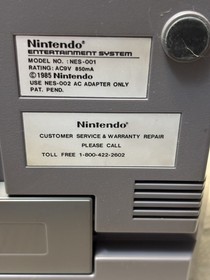 Nintendo
ENTERTAINMENT SYSTEM
MODEL NO.: NES-001
RATING: AC9V 850mA
©1985 Nintendo
USE NES-002 AC ADAPTER ONLY
PAT. PEND.
Nintendo®
CUSTOMER SERVICE & WARRANTY REPAIR
PLEASE CALL
TOLL FREE 1-800-422-2602